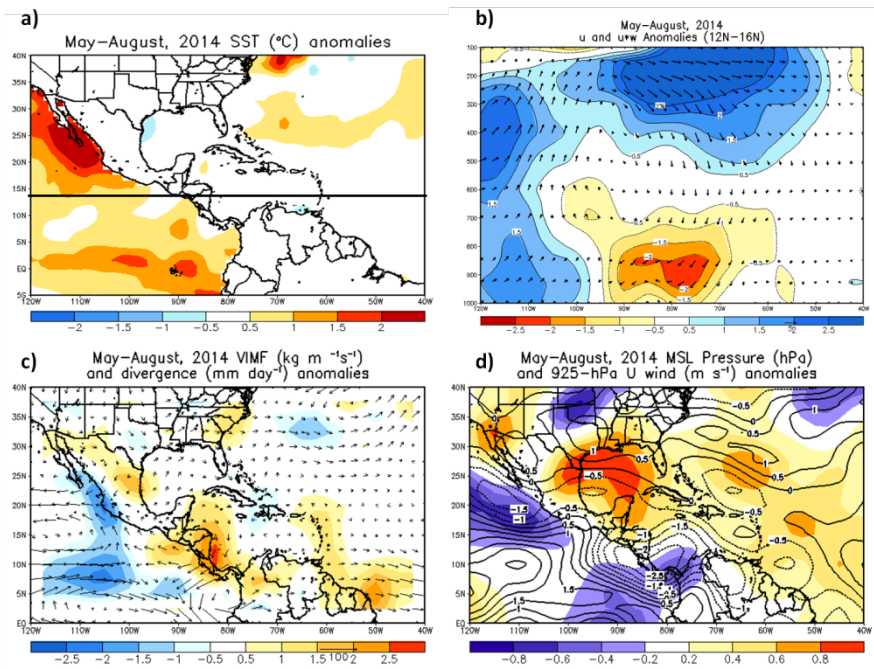 a)
May-August, 2014 SST (°C) anomalies
40N
35N
30N
25N
20N
15N
10N
5N
EQ
5S
120W 110W 100W 90W 80W 70W 60W 50W 40W
-2 -1.5 -1 -0.5 0.5 1 1.5 2
b)
May-August, 2014
u and u+w Anomalies (12N-16N)
100
200
300
400
500
600
700
800
900
1000
120W 110W 100W 90W 80W 70W 60W 50W 40W
-2.5 -2 -1.5 -1 -0.5 0.5 1 1.5 2 2.5
c)
May-August, 2014 VIMF (kg m ⁻¹s⁻¹)
and divergence (mm day⁻¹) anomalies
40N
35N
30N
25N
20N
15N
10N
5N
EQ
120W 110W 100W 90W 80W 70W 60W 50W 40W
-2.5 -2 -1.5 -1 -0.5 0.5 1 1.5 100 2 2.5
d)
May-August, 2014 MSL Pressure (hPa)
and 925-hPa U wind (m s⁻¹) anomalies
40N
35N
30N
25N
20N
15N
10N
5N
EQ
120W 110W 100W 90W 80W 70W 60W 50W 40W
-0.8 -0.6 -0.4 -0.2 0.2 0.4 0.6 0.8